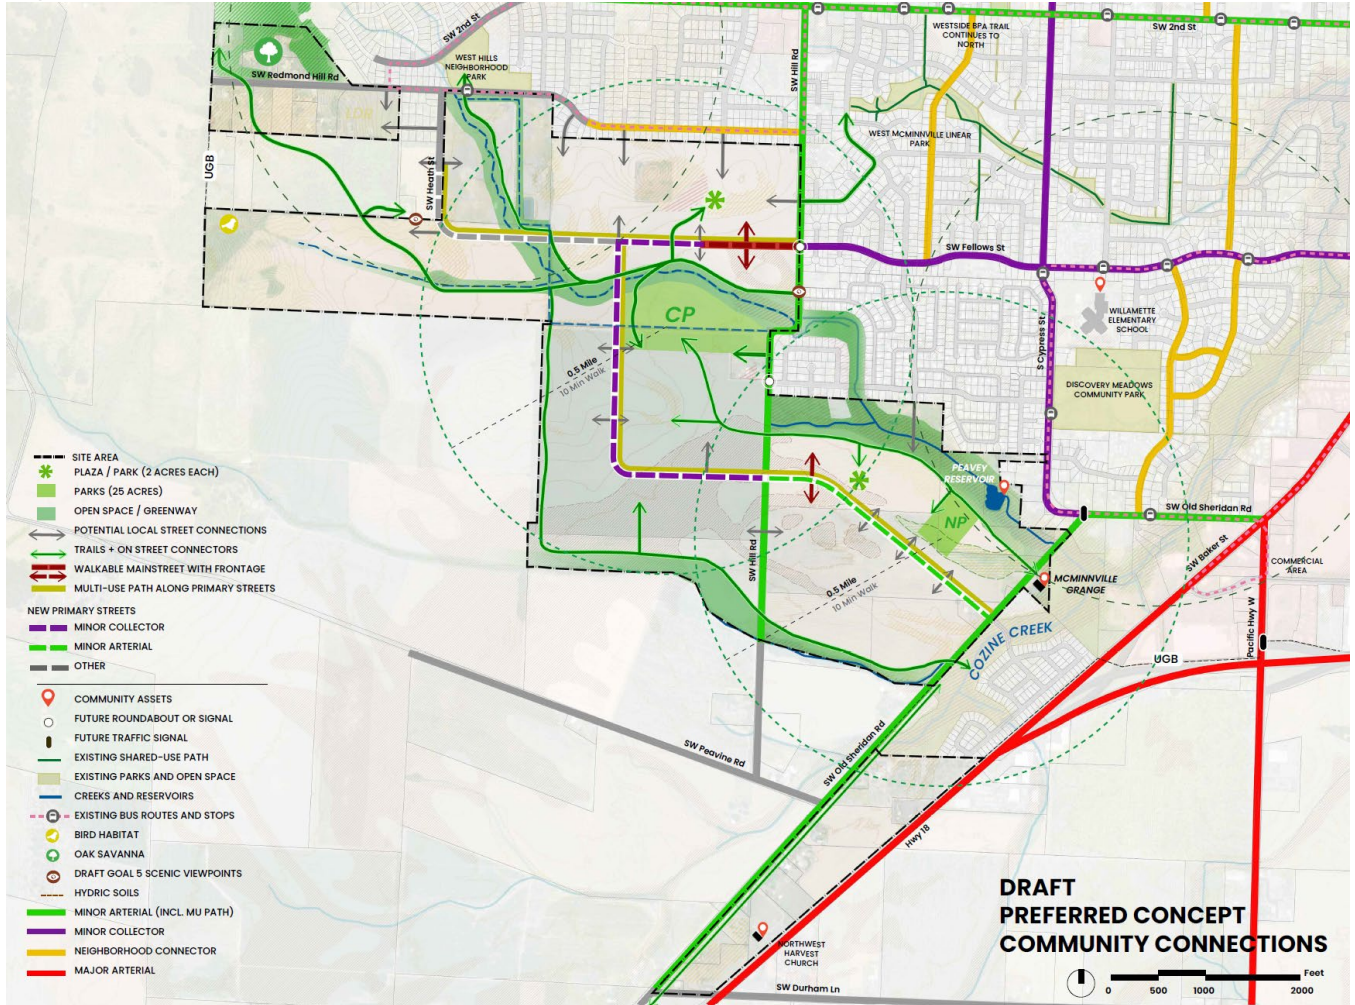 SW 2nd St
WESTSIDE BPA TRAIL
CONTINUES TO
NORTH
SW 2nd St
WEST HILLS
NEIGHBORHOOD
PARK
SW Hill Rd
SW Redmond Hill Rd
LDR
WEST MCMINNVILLE LINEAR
PARK
UGB
SW Heath St
SW Fellows St
CP
WILLAMETTE
ELEMENTARY
SCHOOL
S Cypress St
0.5 Mile
10 Min Walk
DISCOVERY MEADOWS
COMMUNITY PARK
PEAVEY
RESERVOIR
NP
SW Old Sheridan Rd
SW Hill Rd
SW Baker St
COMMERCIAL
AREA
0.5 Mile
10 Min Walk
MCMINNVILLE
GRANGE
COZINE CREEK
Pacific Hwy W
UGB
SW Peavine Rd
SW Old Sheridan Rd
Hwy 18
NORTHWEST
HARVEST
CHURCH
SW Durham Ln
SITE AREA
PLAZA / PARK (2 ACRES EACH)
PARKS (25 ACRES)
OPEN SPACE / GREENWAY
POTENTIAL LOCAL STREET CONNECTIONS
TRAILS + ON STREET CONNECTORS
WALKABLE MAINSTREET WITH FRONTAGE
MULTI-USE PATH ALONG PRIMARY STREETS
NEW PRIMARY STREETS
MINOR COLLECTOR
MINOR ARTERIAL
OTHER
COMMUNITY ASSETS
FUTURE ROUNDABOUT OR SIGNAL
FUTURE TRAFFIC SIGNAL
EXISTING SHARED-USE PATH
EXISTING PARKS AND OPEN SPACE
CREEKS AND RESERVOIRS
EXISTING BUS ROUTES AND STOPS
BIRD HABITAT
OAK SAVANNA
DRAFT GOAL 5 SCENIC VIEWPOINTS
HYDRIC SOILS
MINOR ARTERIAL (INCL. MU PATH)
MINOR COLLECTOR
NEIGHBORHOOD CONNECTOR
MAJOR ARTERIAL
DRAFT
PREFERRED CONCEPT
COMMUNITY CONNECTIONS
Feet
0 500 1000 2000